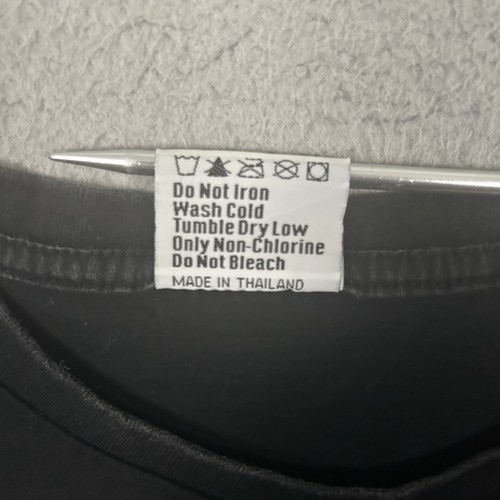 Do Not Iron
Wash Cold
Tumble Dry Low
Only Non-Chlorine
Do Not Bleach
MADE IN THAILAND